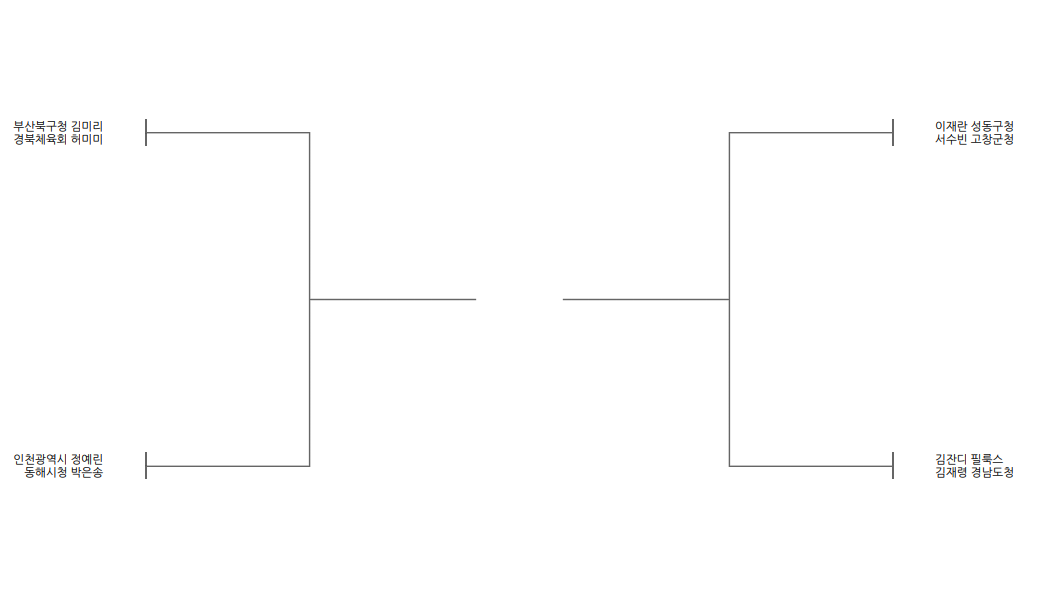 부산북구청 김미리
경북체육회 허미미
이재란 성동구청
서수빈 고창군청
인천광역시 정예린
동해시청 박은송
김잔디 필룩스
김재령 경남도청